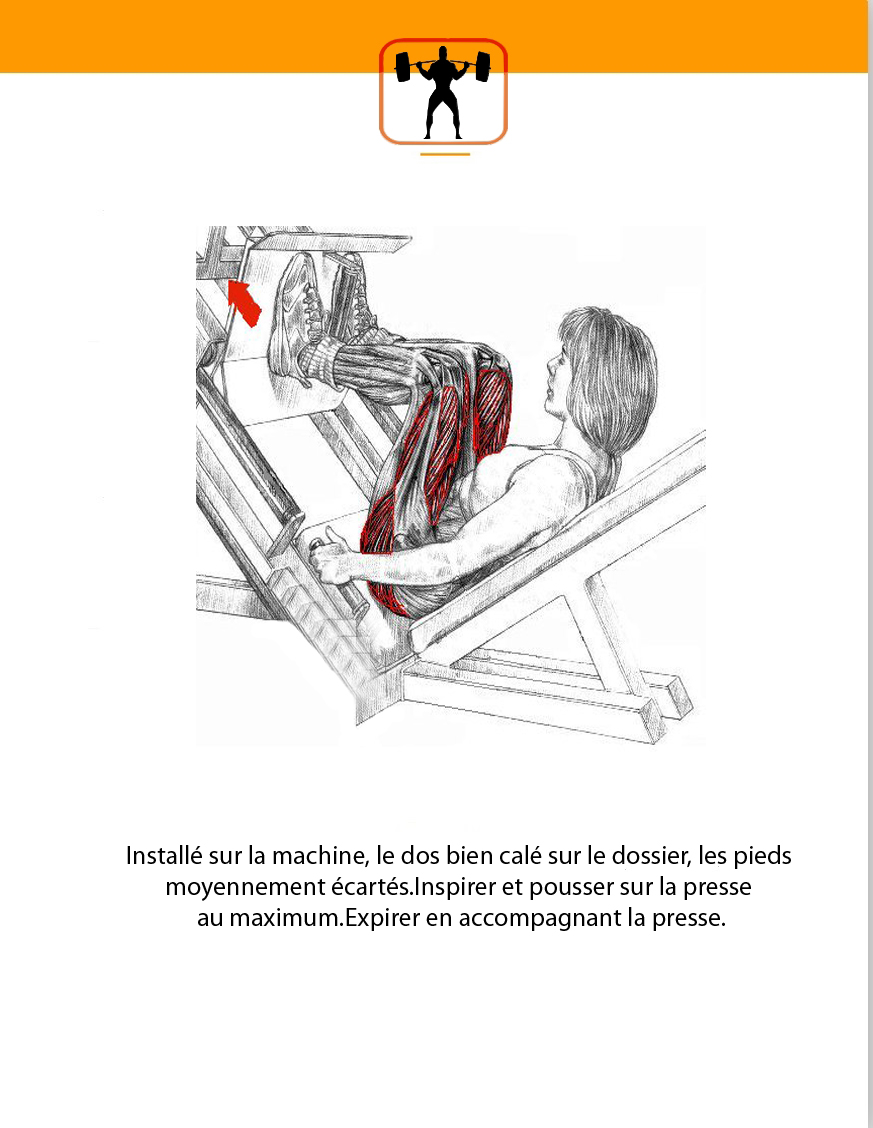 Installé sur la machine, le dos bien calé sur le dossier, les pieds
moyennement écartés.Inspirer et pousser sur la presse
au maximum.Expirer en accompagnant la presse.